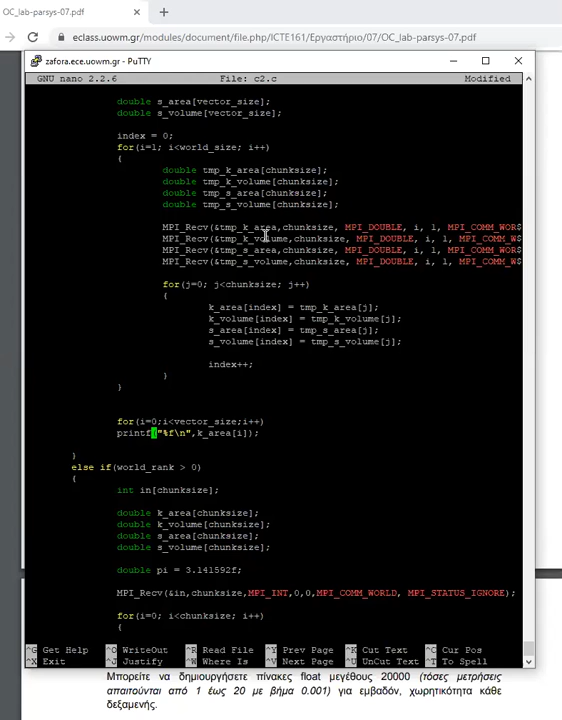 OC_lab-parsys-07.pdf
eclass.uowm.gr/modules/document/file.php/ICTE161/Εργαστήριο/07/OC_lab-parsys-07.pdf
zafora.ece.uowm.gr - PuTTY
GNU nano 2.2.6 File: c2.c Modified
double s_area[vector_size];
double s_volume[vector_size];
index = 0;
for(i=1; i<world_size; i++)
{
double tmp_k_area[chunksize];
double tmp_k_volume[chunksize];
double tmp_s_area[chunksize];
double tmp_s_volume[chunksize];
MPI_Recv(&tmp_k_area,chunksize, MPI_DOUBLE, i, 1, MPI_COMM_WOR$
MPI_Recv(&tmp_k_volume,chunksize, MPI_DOUBLE, i, 1, MPI_COMM_W$
MPI_Recv(&tmp_s_area,chunksize, MPI_DOUBLE, i, 1, MPI_COMM_WOR$
MPI_Recv(&tmp_s_volume,chunksize, MPI_DOUBLE, i, 1, MPI_COMM_W$
for(j=0; j<chunksize; j++)
{
k_area[index] = tmp_k_area[j];
k_volume[index] = tmp_k_volume[j];
s_area[index] = tmp_s_area[j];
s_volume[index] = tmp_s_volume[j];
index++;
}
}
for(i=0;i<vector_size;i++)
printf("%f\n",k_area[i]);
}
else if(world_rank > 0)
{
int in[chunksize];
double k_area[chunksize];
double k_volume[chunksize];
double s_area[chunksize];
double s_volume[chunksize];
double pi = 3.141592f;
MPI_Recv(&in,chunksize,MPI_INT,0,0,MPI_COMM_WORLD, MPI_STATUS_IGNORE);
for(i=0; i<chunksize; i++)
{
^G Get Help ^O WriteOut ^R Read File ^Y Prev Page ^K Cut Text ^C Cur Pos
^X Exit ^J Justify ^W Where Is ^V Next Page ^U UnCut Text ^T To Spell
Μπορείτε να δημιουργήσετε πίνακες float μεγέθους 20000 (τόσες μετρήσεις
απαιτούνται από 1 έως 20 με βήμα 0.001) για εμβαδόν, χωρητικότητα κάθε
δεξαμενής.